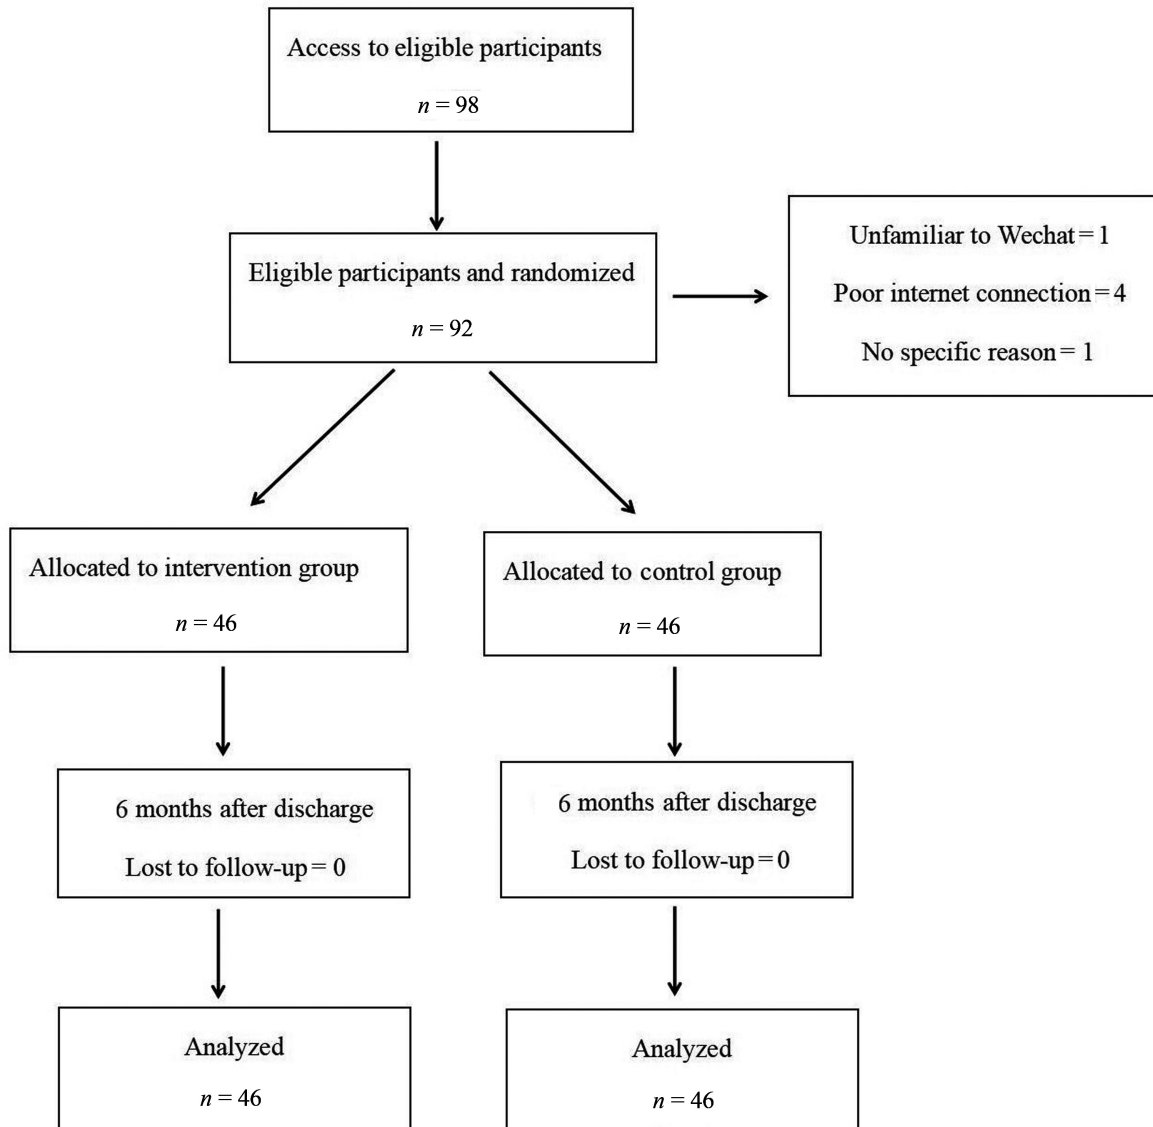 Access to eligible participants
n = 98
Eligible participants and randomized
n = 92
Unfamiliar to Wechat = 1
Poor internet connection = 4
No specific reason = 1
Allocated to intervention group
n = 46
Allocated to control group
n = 46
6 months after discharge
Lost to follow-up = 0
6 months after discharge
Lost to follow-up = 0
Analyzed
n = 46
Analyzed
n = 46